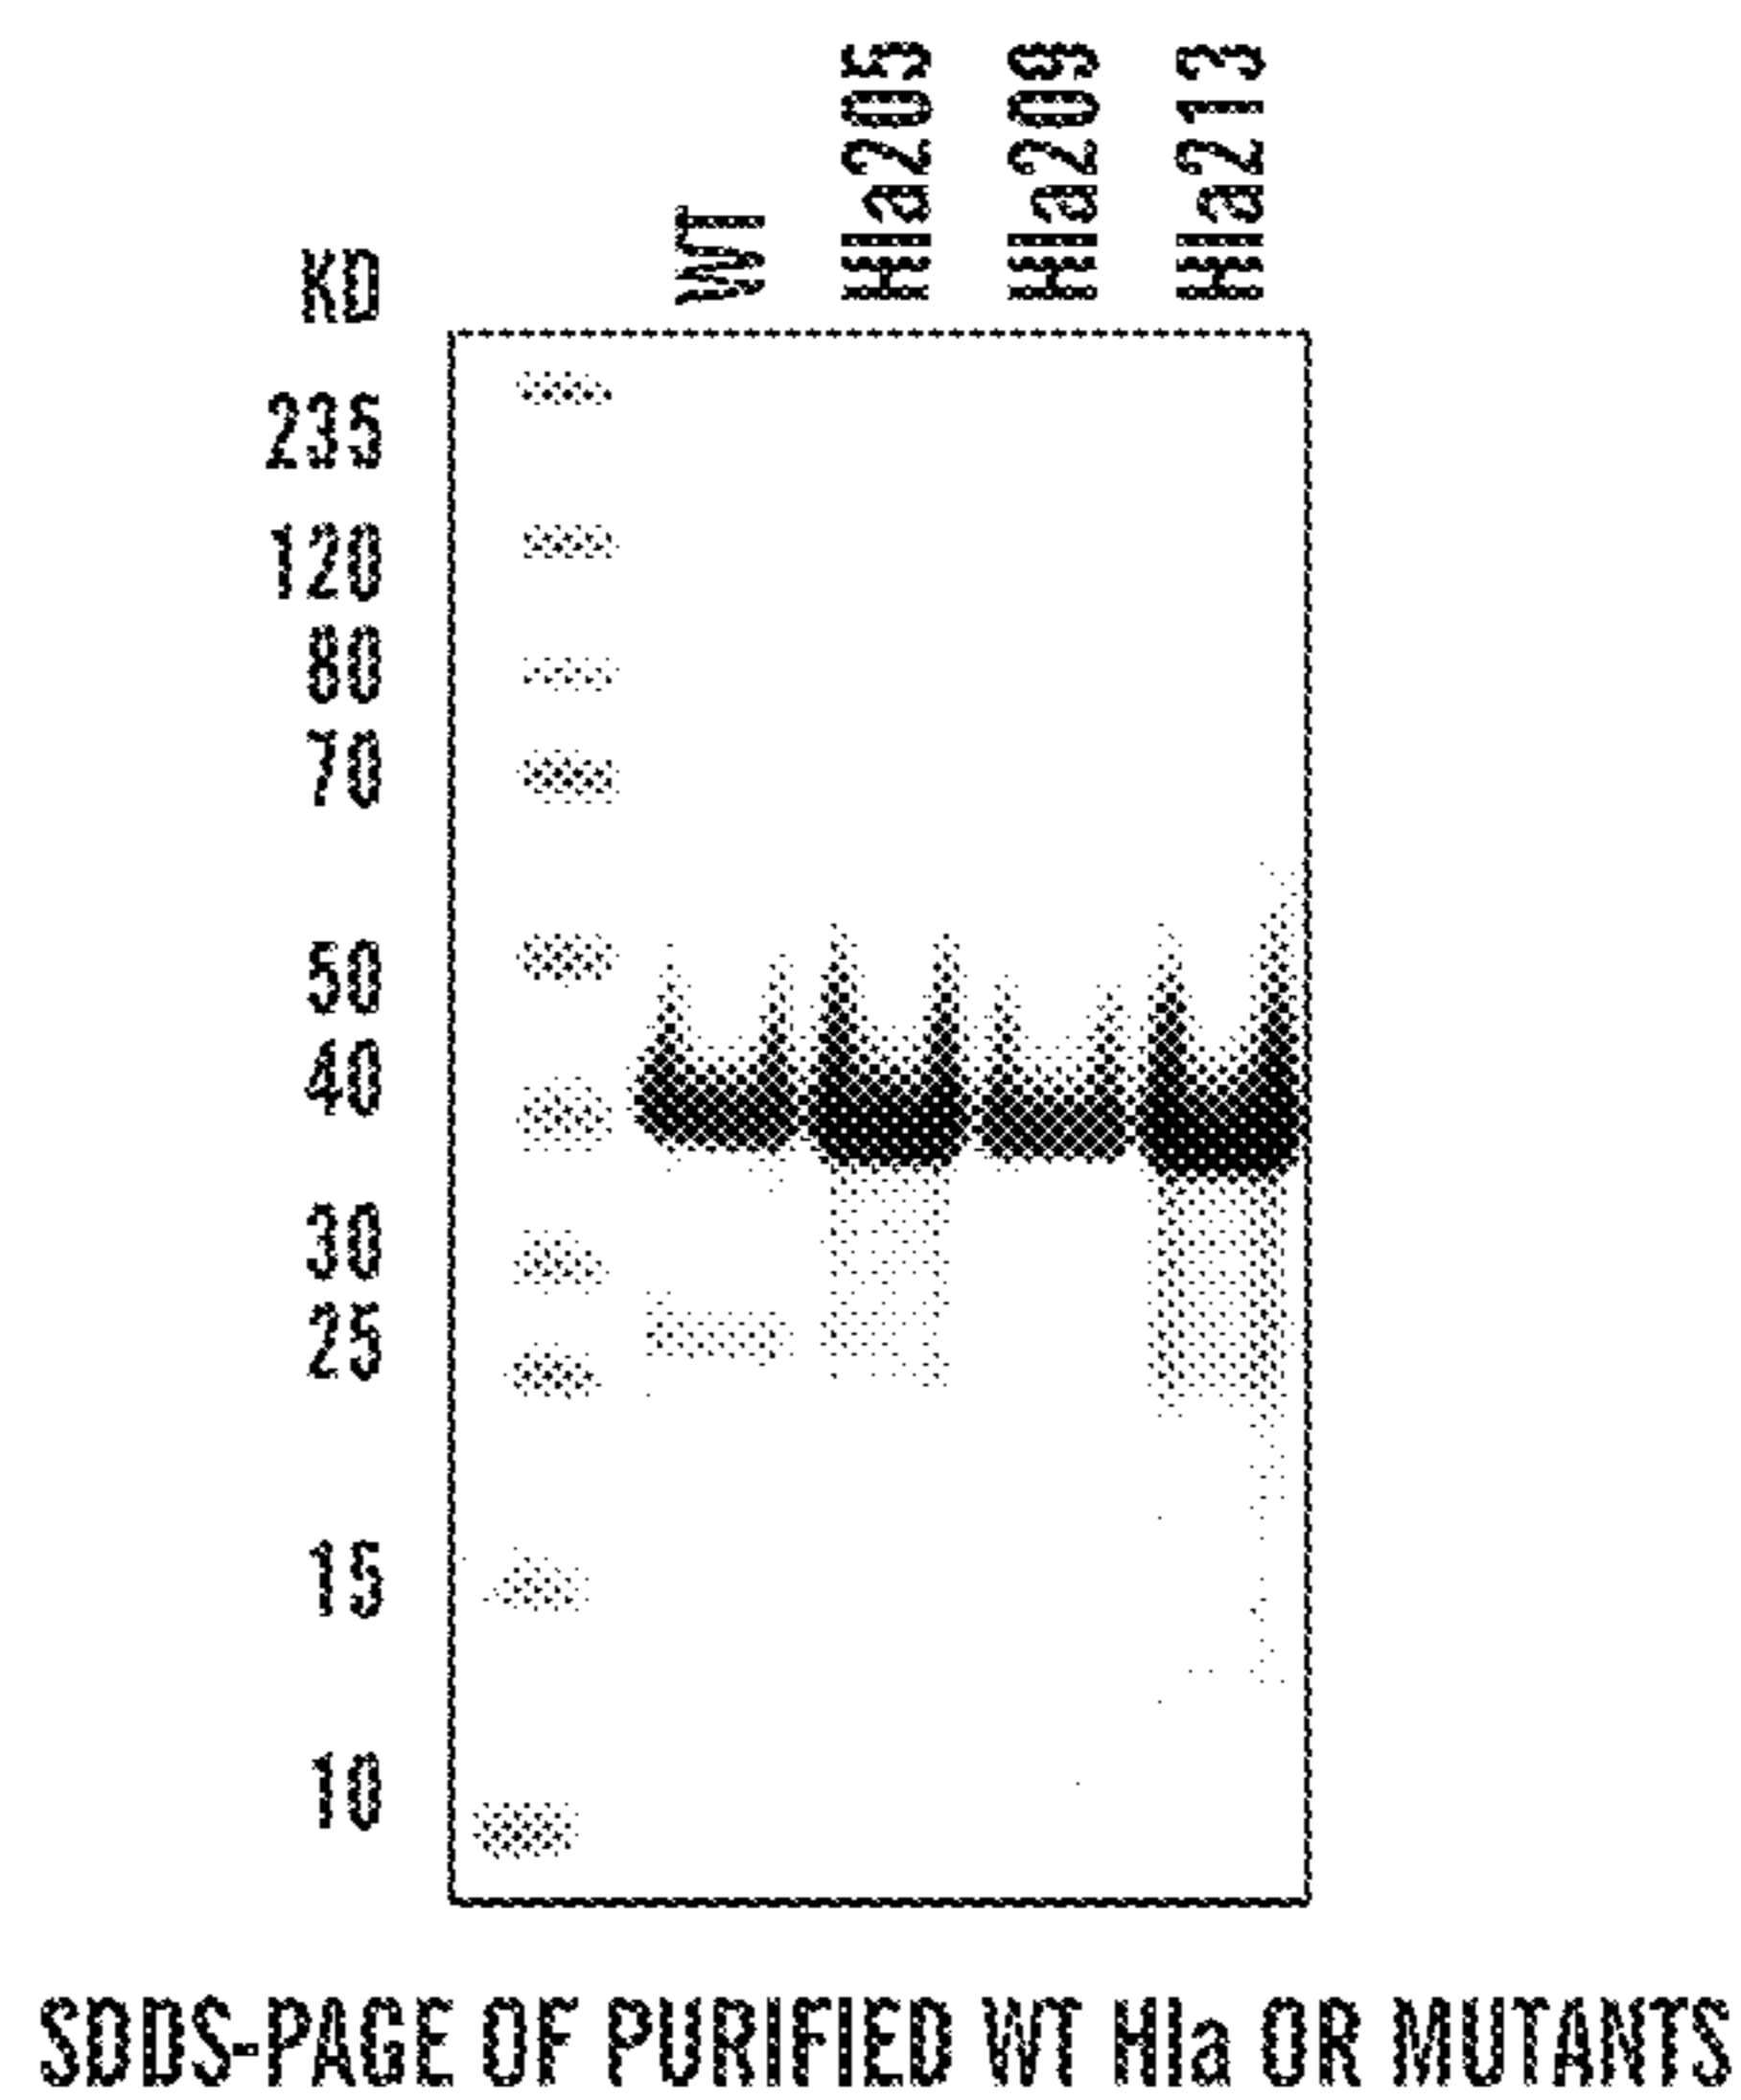 KD
WT
Hla205
Hla209
Hla213
235
120
80
70
50
40
30
25
15
10
SDDS-PAGE OF PURIFIED WT Hla OR MUTANTS